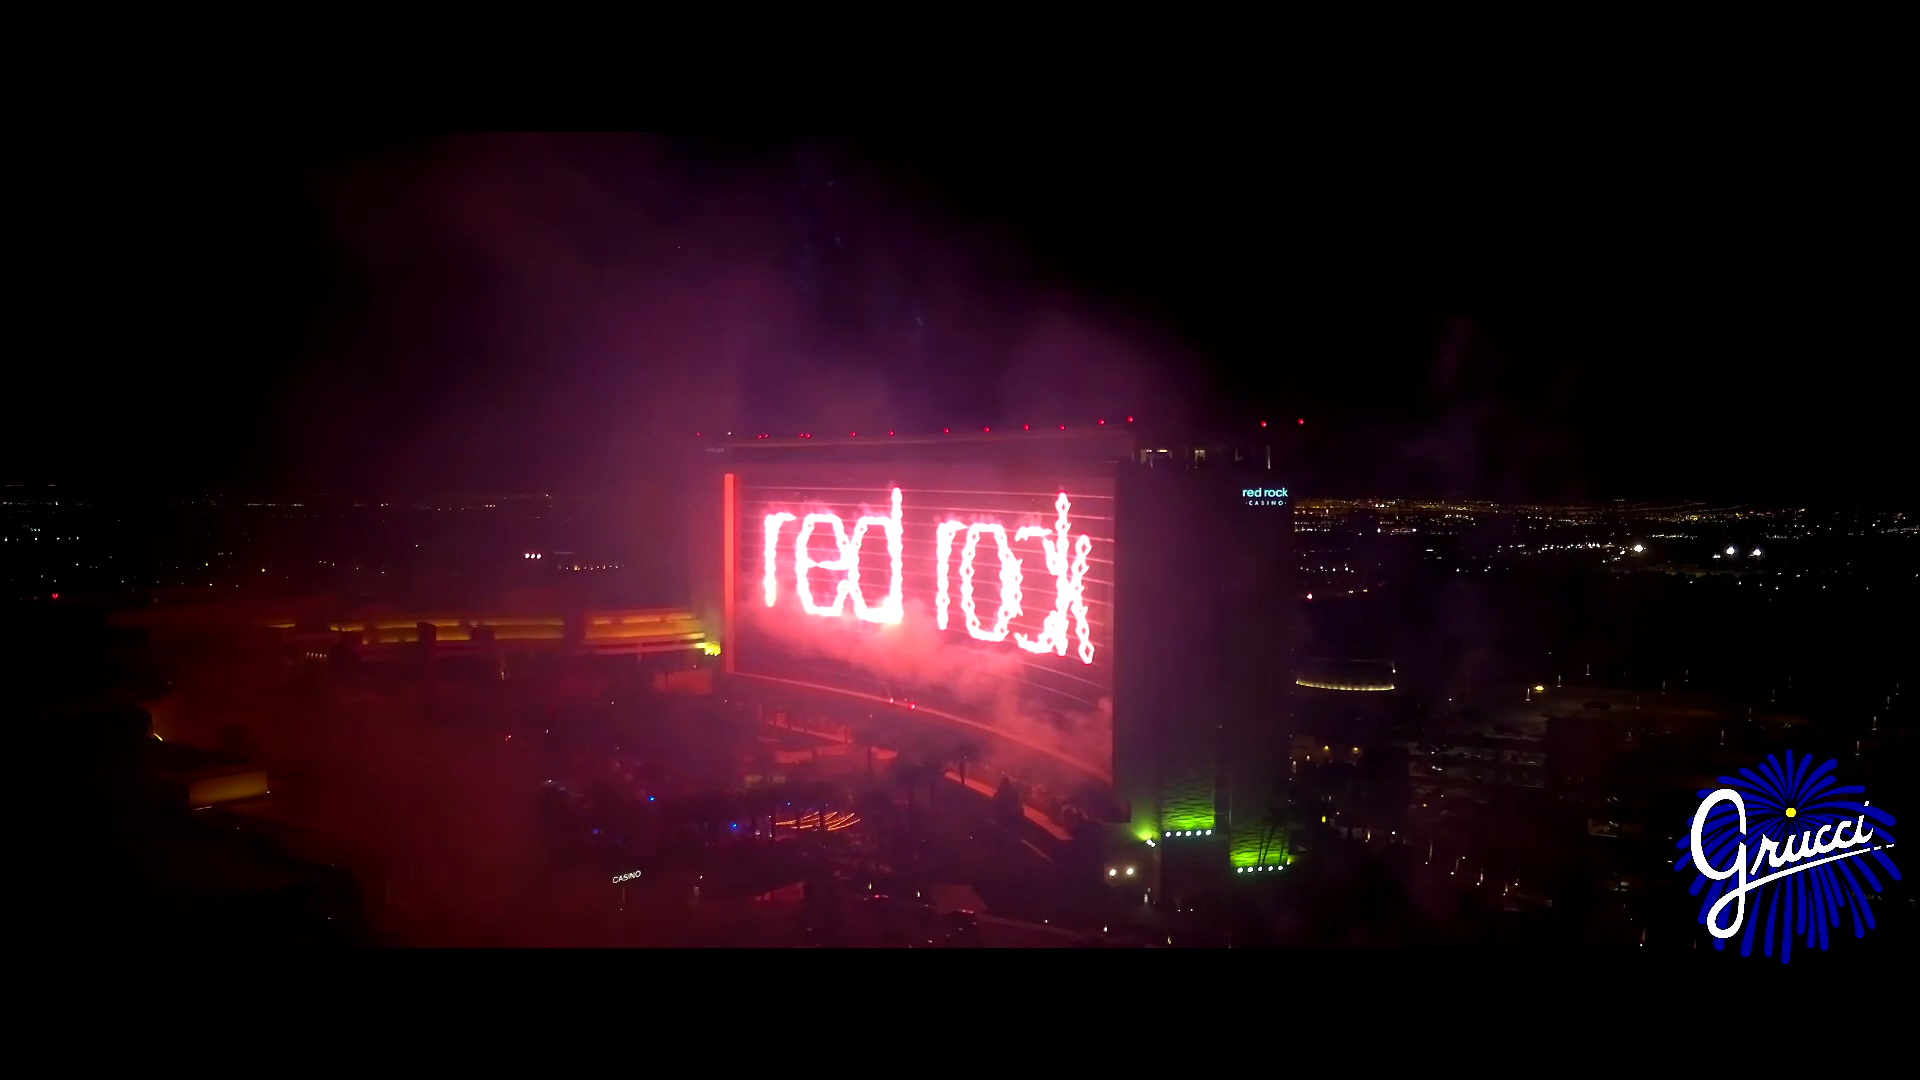 red rock
red rock
CASINO
CASINO
Grucci